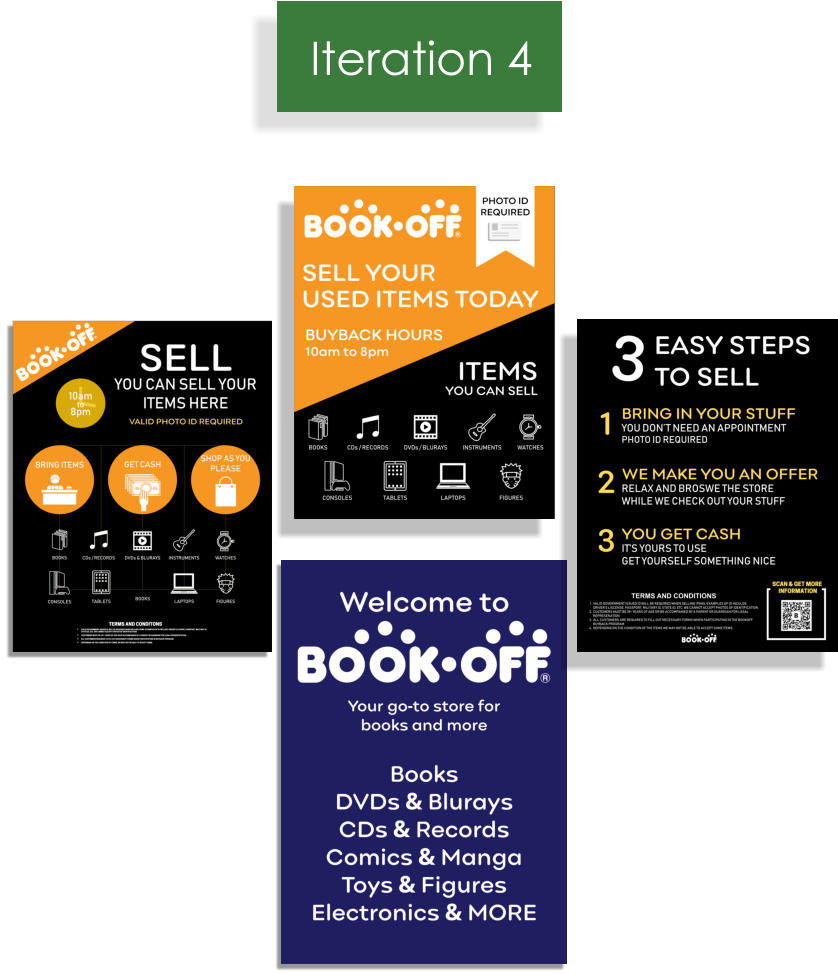 Iteration 4
BOOK•OFF
PHOTO ID
REQUIRED
SELL YOUR
USED ITEMS TODAY
BUYBACK HOURS
10am to 8pm
ITEMS
YOU CAN SELL
BOOKS
CDs / RECORDS
DVDs / BLURAYS
INSTRUMENTS
WATCHES
CONSOLES
TABLETS
LAPTOPS
FIGURES
BOOK•OFF
SELL
YOU CAN SELL YOUR
ITEMS HERE
VALID PHOTO ID REQUIRED
10am
to
8pm
BRING ITEMS
GET CASH
SHOP AS YOU
PLEASE
BOOKS
CDs / RECORDS
DVDs & BLURAYS
INSTRUMENTS
WATCHES
CONSOLES
TABLETS
BOOKS
LAPTOPS
FIGURES
TERMS AND CONDITIONS
3 EASY STEPS
TO SELL
1 BRING IN YOUR STUFF
YOU DON'T NEED AN APPOINTMENT
PHOTO ID REQUIRED
2 WE MAKE YOU AN OFFER
RELAX AND BROSWE THE STORE
WHILE WE CHECK OUT YOUR STUFF
3 YOU GET CASH
IT'S YOURS TO USE
GET YOURSELF SOMETHING NICE
SCAN & GET MORE
INFORMATION
TERMS AND CONDITIONS
BOOK•OFF
Welcome to
BOOK•OFF®
Your go-to store for
books and more
Books
DVDs & Blurays
CDs & Records
Comics & Manga
Toys & Figures
Electronics & MORE